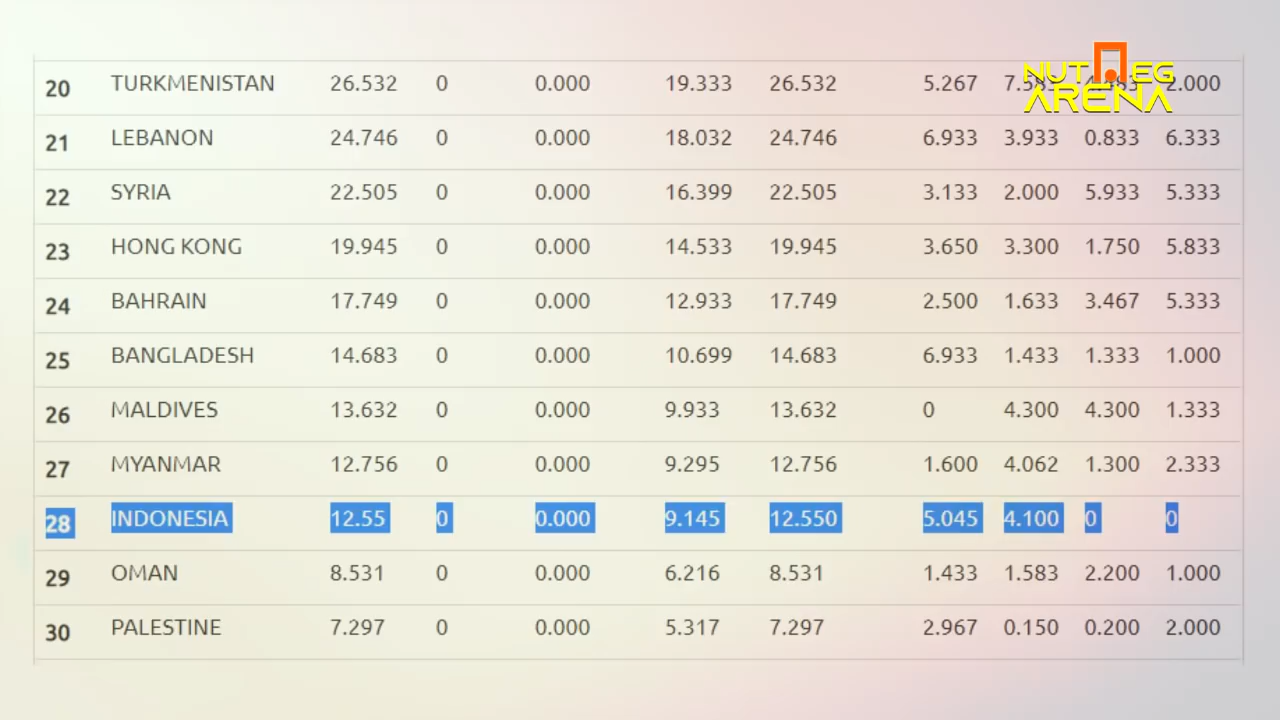 NUTMEG
ARENA
20 TURKMENISTAN 26.532 0 0.000 19.333 26.532 5.267 2.000
21 LEBANON 24.746 0 0.000 18.032 24.746 6.933 3.933 0.833 6.333
22 SYRIA 22.505 0 0.000 16.399 22.505 3.133 2.000 5.933 5.333
23 HONG KONG 19.945 0 0.000 14.533 19.945 3.650 3.300 1.750 5.833
24 BAHRAIN 17.749 0 0.000 12.933 17.749 2.500 1.633 3.467 5.333
25 BANGLADESH 14.683 0 0.000 10.699 14.683 6.933 1.433 1.333 1.000
26 MALDIVES 13.632 0 0.000 9.933 13.632 0 4.300 4.300 1.333
27 MYANMAR 12.756 0 0.000 9.295 12.756 1.600 4.062 1.300 2.333
28 INDONESIA 12.55 0 0.000 9.145 12.550 5.045 4.100 0 0
29 OMAN 8.531 0 0.000 6.216 8.531 1.433 1.583 2.200 1.000
30 PALESTINE 7.297 0 0.000 5.317 7.297 2.967 0.150 0.200 2.000